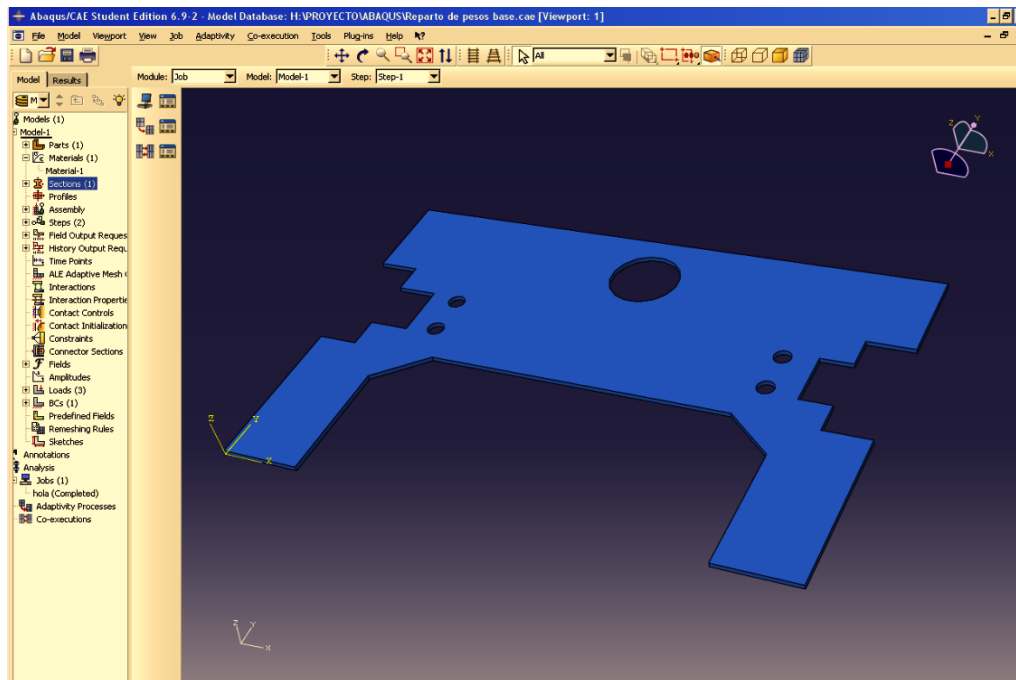 Abaqus/CAE Student Edition 6.9-2 - Model Database: H:\PROYECTO\ABAQUS\Reparto de pesos base.cae [Viewport: 1]
File Model Viewport View Job Adaptivity Co-execution Tools Plug-ins Help
All
Model Results
Module: Job Model: Model-1 Step: Step-1
M
Models (1)
Model-1
Parts (1)
Materials (1)
Material-1
Sections (1)
Profiles
Assembly
Steps (2)
Field Output Reques
History Output Requ
Time Points
ALE Adaptive Mesh
Interactions
Interaction Propertie
Contact Controls
Contact Initialization
Constraints
Connector Sections
Fields
Amplitudes
Loads (3)
BCs (1)
Predefined Fields
Remeshing Rules
Sketches
Annotations
Analysis
Jobs (1)
hola (Completed)
Adaptivity Processes
Co-executions
Z Y X
Z Y X
Z Y X